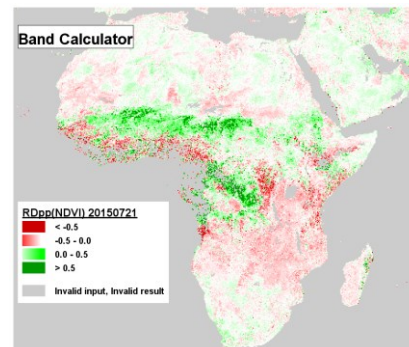 Band Calculator
RDpp(NDVI) 20150721
< -0.5
-0.5 - 0.0
0.0 - 0.5
> 0.5
Invalid input, Invalid result